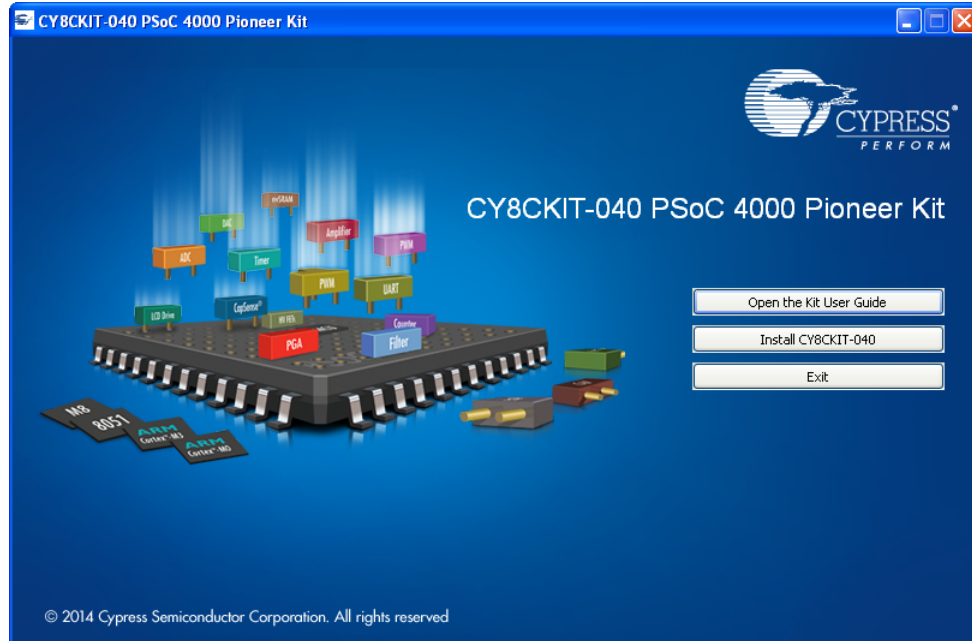 CY8CKIT-040 PSoC 4000 Pioneer Kit
CYPRESS®
PERFORM
CY8CKIT-040 PSoC 4000 Pioneer Kit
nvSRAM
DAC
Amplifier
ADC
Timer
PWM
PWM
UART
LCD Drive
CapSense®
Counter
PGA
Filter
M8
8051
ARM
Cortex™-M3
ARM
Cortex™-M0
Open the Kit User Guide
Install CY8CKIT-040
Exit
© 2014 Cypress Semiconductor Corporation. All rights reserved